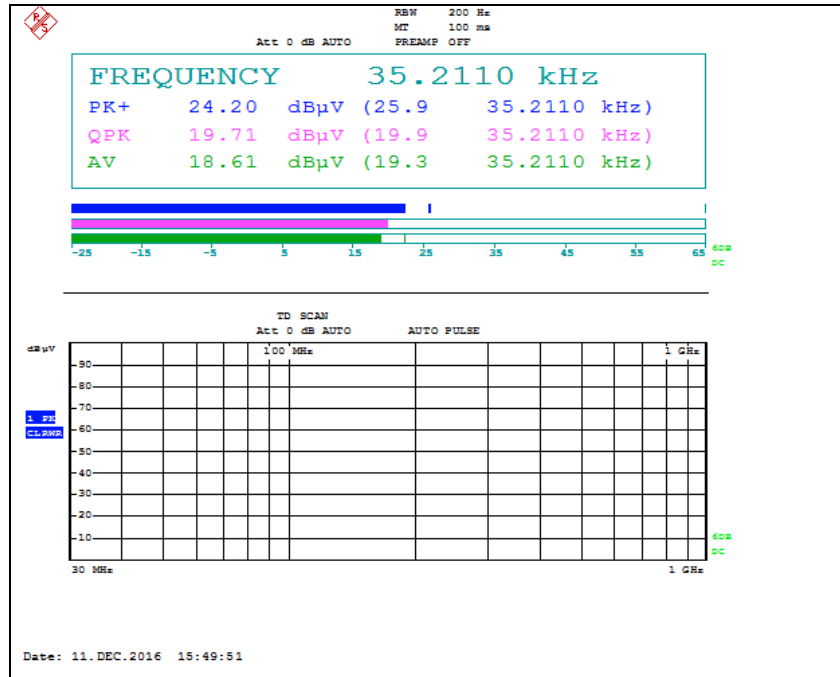 R
S
RBW 200 Hz
MT 100 ms
Att 0 dB AUTO PREAMP OFF
FREQUENCY 35.2110 kHz
PK+ 24.20 dBµV (25.9 35.2110 kHz)
QPK 19.71 dBµV (19.9 35.2110 kHz)
AV 18.61 dBµV (19.3 35.2110 kHz)
-25 -15 -5 5 15 25 35 45 55 65
6DB
DC
TD SCAN
Att 0 dB AUTO AUTO PULSE
dBµV
100 MHz 1 GHz
90
80
70
1 PK
CLRWR
60
50
40
30
20
10
6DB
DC
30 MHz 1 GHz
Date: 11.DEC.2016 15:49:51